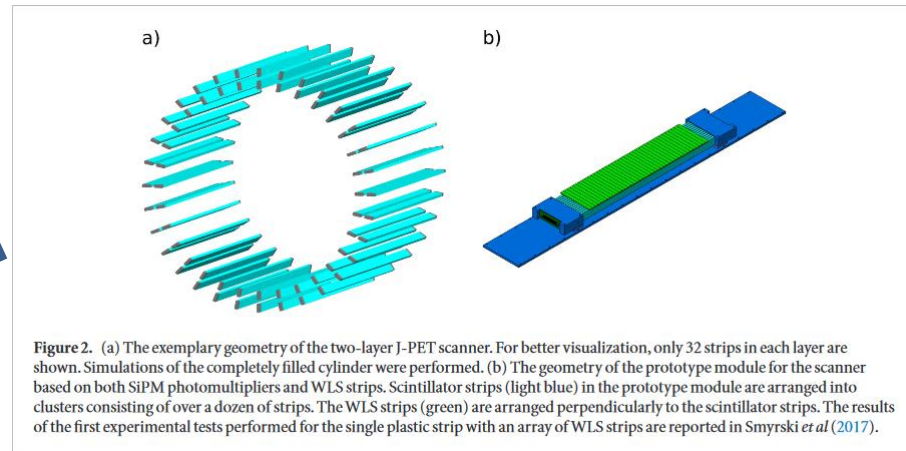 a)
b)
Figure 2. (a) The exemplary geometry of the two-layer J-PET scanner. For better visualization, only 32 strips in each layer are
shown. Simulations of the completely filled cylinder were performed. (b) The geometry of the prototype module for the scanner
based on both SiPM photomultipliers and WLS strips. Scintillator strips (light blue) in the prototype module are arranged into
clusters consisting of over a dozen of strips. The WLS strips (green) are arranged perpendicularly to the scintillator strips. The results
of the first experimental tests performed for the single plastic strip with an array of WLS strips are reported in Smyrski et al (2017).